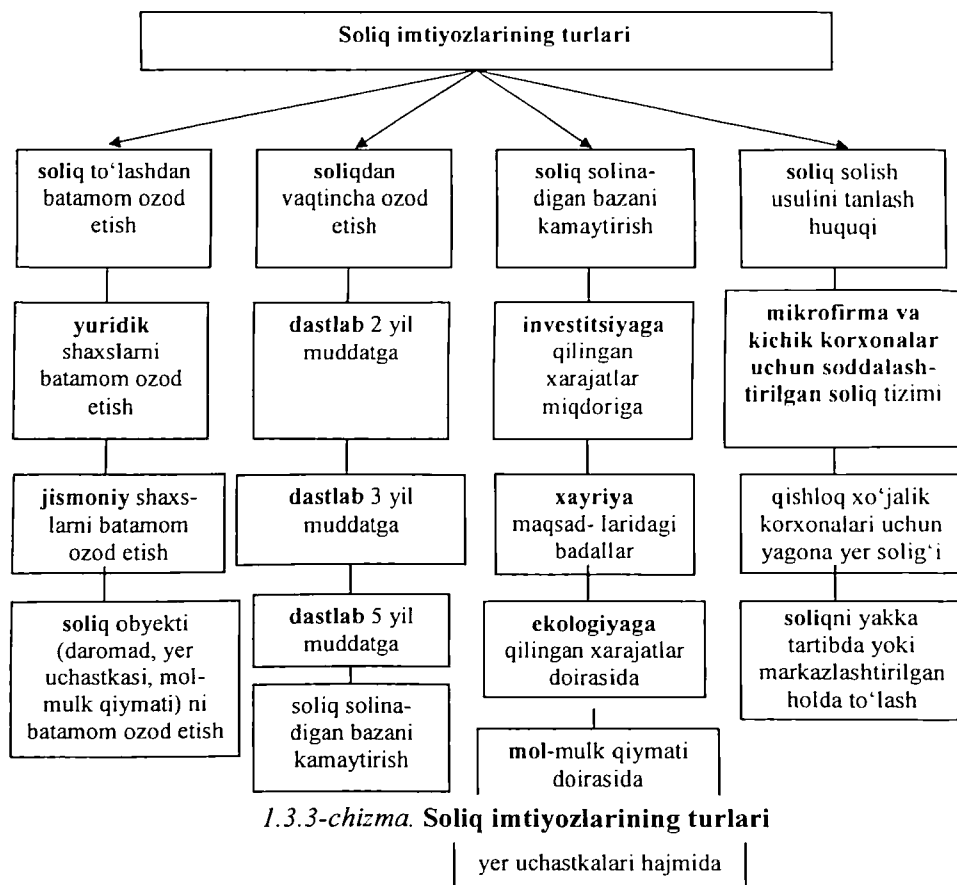 Soliq imtiyozlarining turlari
soliq to‘lashdan
batamom ozod
etish
yuridik
shaxslarni
batamom ozod
etish
jismoniy shaxs-
larni batamom
ozod etish
soliq obyekti
(daromad, yer
uchastkasi, mol-
mulk qiymati) ni
batamom ozod etish
soliqdan
vaqtincha ozod
etish
dastlab 2 yil
muddatga
dastlab 3 yil
muddatga
dastlab 5 yil
muddatga
soliq solina-
digan bazani
kamaytirish
soliq solina-
digan bazani
kamaytirish
investitsiyaga
qilingan
xarajatlar
miqdoriga
xayriya
maqsad- laridagi
badallar
ekologiyaga
qilingan xarajatlar
doirasida
mol-mulk qiymati
doirasida
yer uchastkalari hajmida
soliq solish
usulini tanlash
huquqi
mikrofirma va
kichik korxonalar
uchun soddalash-
tirilgan soliq tizimi
qishloq xo‘jalik
korxonalari uchun
yagona yer solig‘i
soliqni yakka
tartibda yoki
markazlashtirilgan
holda to‘lash
1.3.3-chizma. Soliq imtiyozlarining turlari